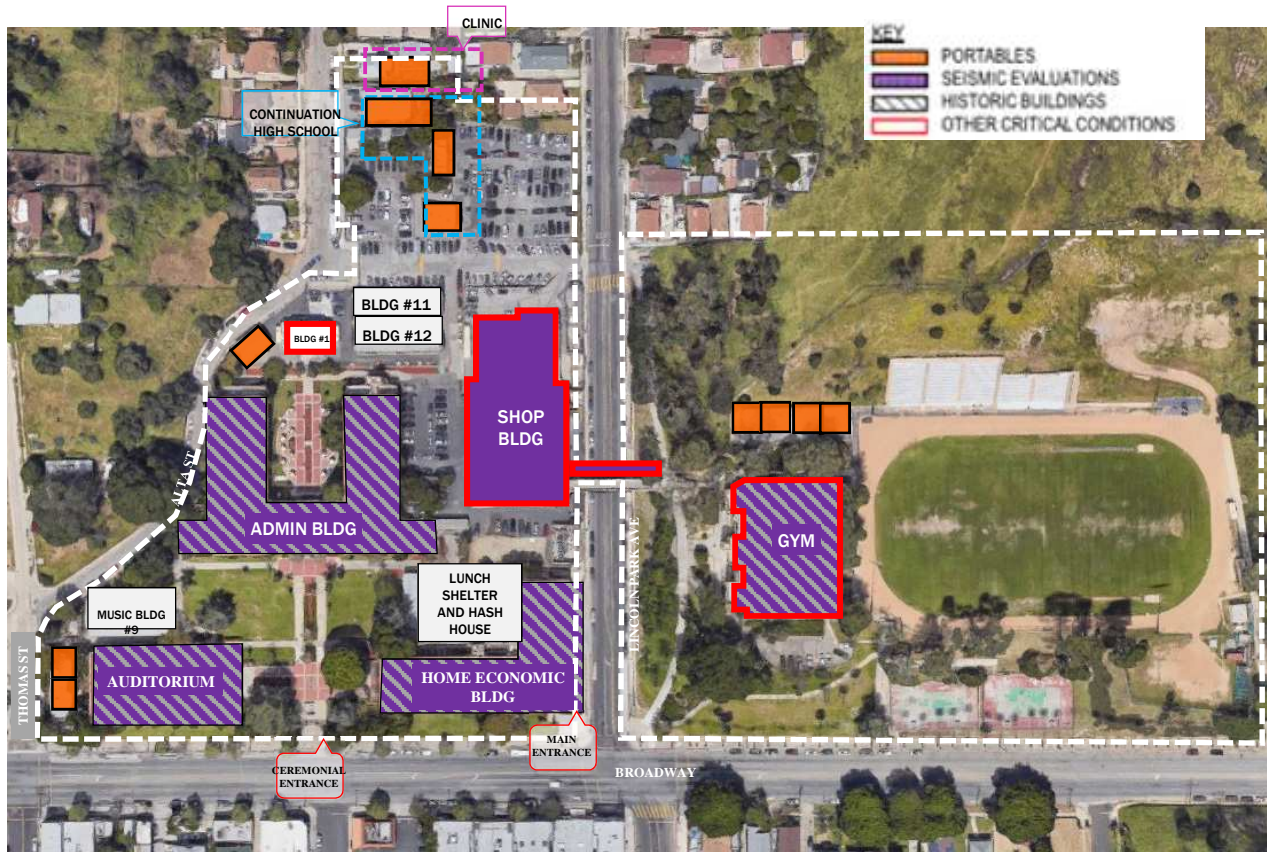 CLINIC
KEY
PORTABLES
SEISMIC EVALUATIONS
HISTORIC BUILDINGS
OTHER CRITICAL CONDITIONS
CONTINUATION
HIGH SCHOOL
BLDG #11
BLDG #12
BLDG #1
SHOP
BLDG
ALTA ST
ADMIN BLDG
GYM
LINCOLN PARK AVE
LUNCH
SHELTER
AND HASH
HOUSE
MUSIC BLDG
#9
THOMAS ST
AUDITORIUM
HOME ECONOMIC
BLDG
MAIN
ENTRANCE
CEREMONIAL
ENTRANCE
BROADWAY